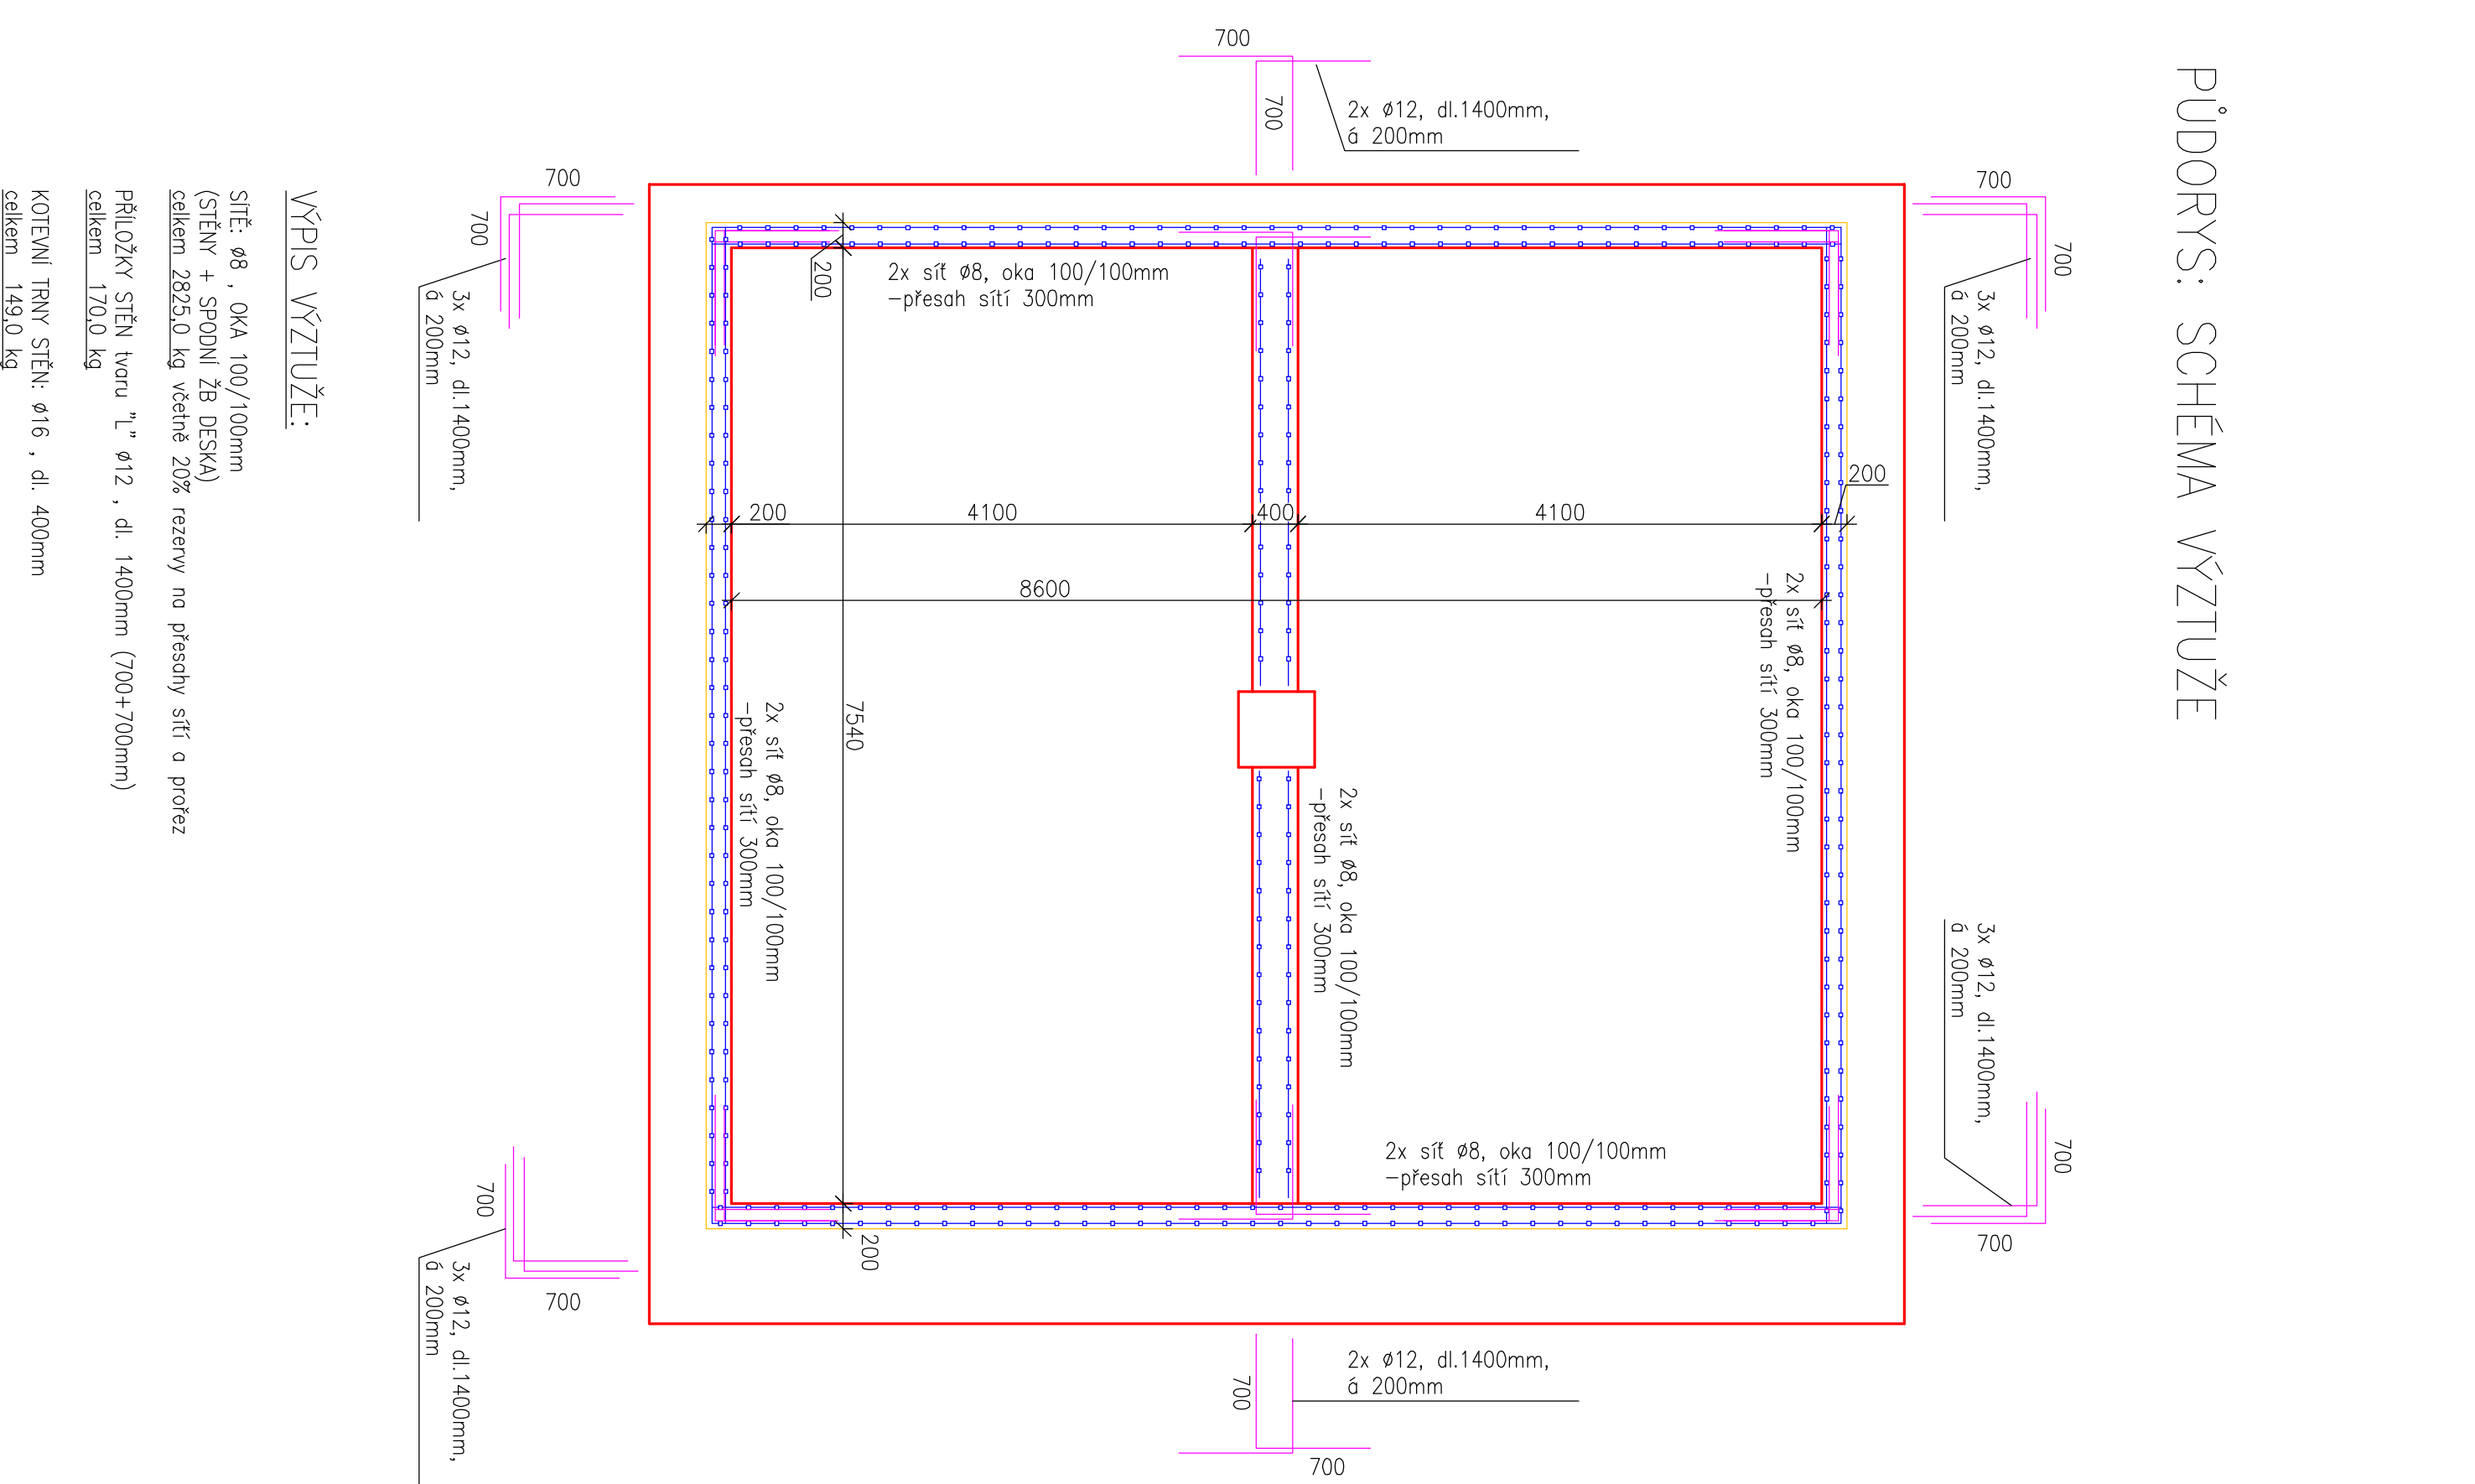 PŮDORYS: SCHÉMA VÝZTUŽE
700
700
3x ø12, dl.1400mm,
á 200mm
3x ø12, dl.1400mm,
á 200mm
700
700
700
700
2x ø12, dl.1400mm,
á 200mm
200
2x síť ø8, oka 100/100mm
-přesah sítí 300mm
2x síť ø8, oka 100/100mm
-přesah sítí 300mm
200
200
4100
400
4100
8600
7540
2x síť ø8, oka 100/100mm
-přesah sítí 300mm
2x síť ø8, oka 100/100mm
-přesah sítí 300mm
2x síť ø8, oka 100/100mm
-přesah sítí 300mm
200
2x ø12, dl.1400mm,
á 200mm
700
700
700
700
3x ø12, dl.1400mm,
á 200mm
700
700
3x ø12, dl.1400mm,
á 200mm
VÝPIS VÝZTUŽE:
SÍTĚ: ø8 , OKA 100/100mm
(STĚNY + SPODNÍ ŽB DESKA)
celkem 2825,0 kg včetně 20% rezervy na přesahy sítí a prořez
PŘÍLOŽKY STĚN tvaru "L" ø12 , dl. 1400mm (700+700mm)
celkem 170,0 kg
KOTEVNÍ TRNY STĚN: ø16 , dl. 400mm
celkem 149,0 kg